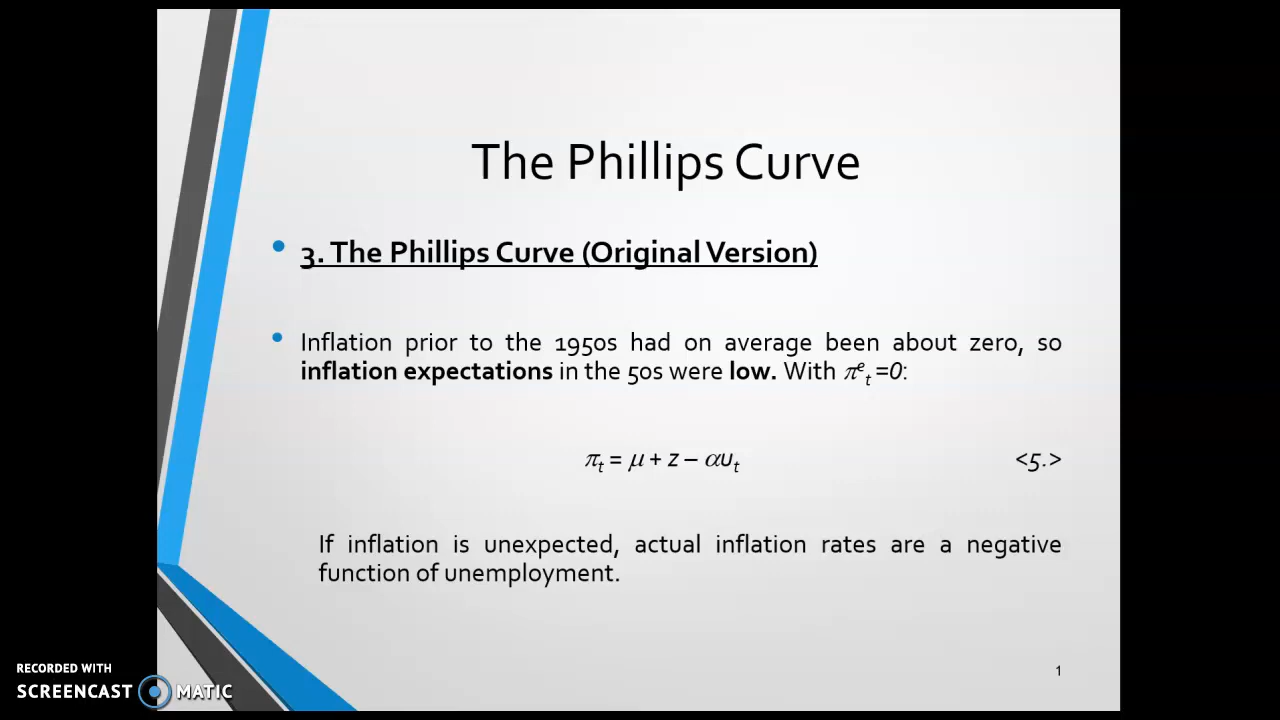 The Phillips Curve
• 3. The Phillips Curve (Original Version)
• Inflation prior to the 1950s had on average been about zero, so
inflation expectations in the 50s were low. With πᵉₜ =0:
πₜ = μ + z – αuₜ <5.>
If inflation is unexpected, actual inflation rates are a negative
function of unemployment.
1
RECORDED WITH
SCREENCAST MATIC